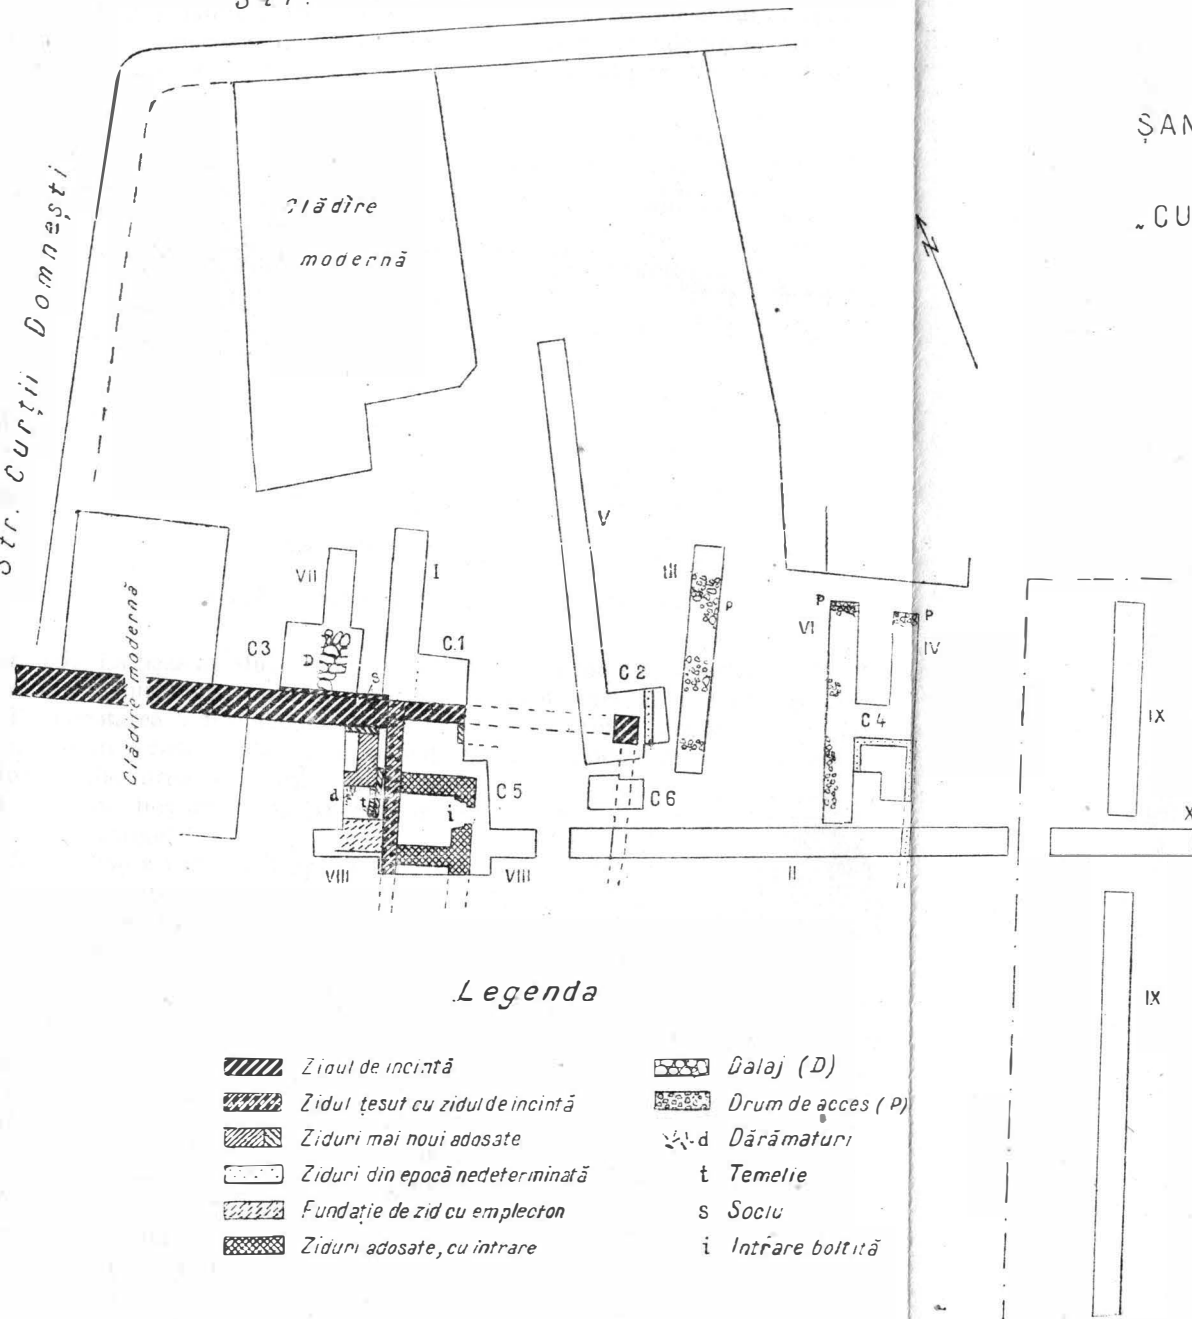 Str.
ȘAN
„CU
Str. Curții Domnești
Clădire
modernă
Clădire modernă
VII
I
V
III
P
P
VI
P
IV
C3
D
C1
s
C2
C4
IX
C5
C6
d
t
i
X
VIII
VIII
II
IX
Legenda
Zidul de incintă
Zidul țesut cu zidul de incintă
Ziduri mai noui adosate
Ziduri din epocă nedeterminată
Fundație de zid cu emplecton
Ziduri adosate, cu intrare
Dalaj (D)
Drum de acces (P)
d Dărămaturi
t Temelie
s Soclu
i Intrare boltită
N